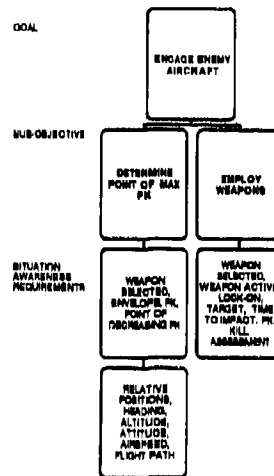 GOAL
ENGAGE ENEMY
AIRCRAFT
SUB-OBJECTIVE
DETERMINE
POINT OF MAX
PK
EMPLOY
WEAPONS
SITUATION
AWARENESS
REQUIREMENTS
WEAPON
SELECTED,
ENVELOPE, PK,
POINT OF
DECREASING PK
WEAPON
SELECTED,
WEAPON ACTIVE,
LOCK-ON,
TARGET, TIME
TO IMPACT, PK,
KILL
ASSESSMENT
RELATIVE
POSITIONS,
HEADING,
ALTITUDE,
ATTITUDE,
AIRSPEED,
FLIGHT PATH